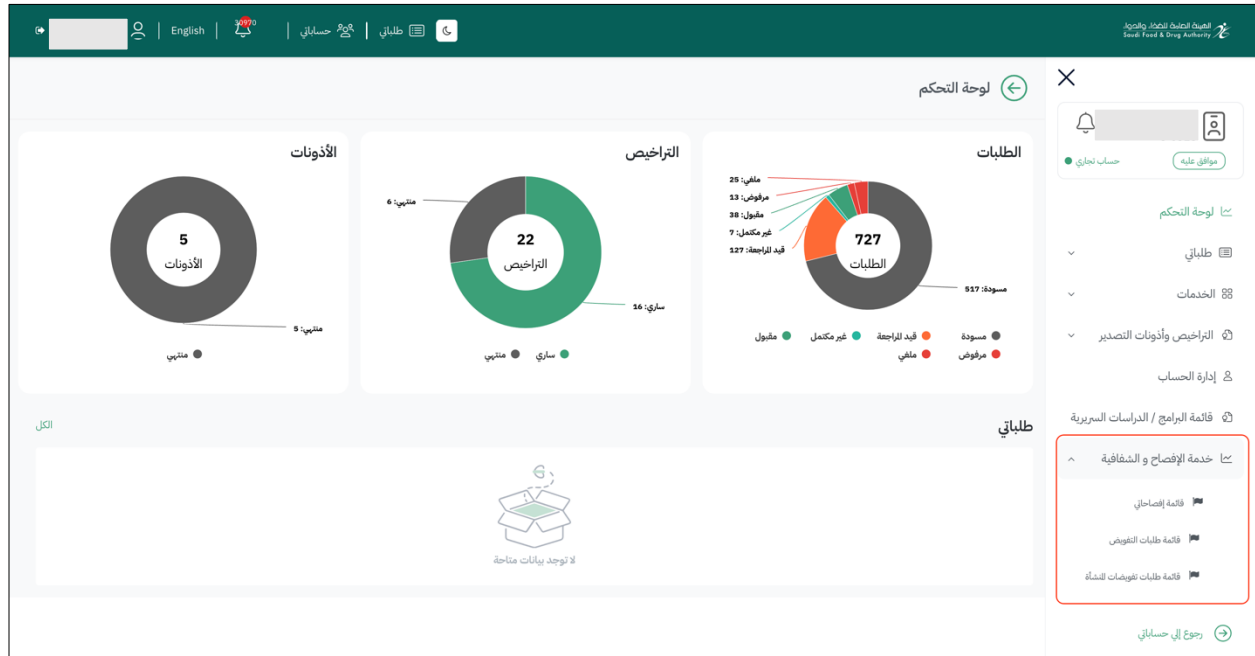 الهيئة العامة للغذاء والدواء
Saudi Food & Drug Authority
طلباتي
حساباتي
30970
English
موافق عليه
حساب تجاري
لوحة التحكم
طلباتي
الخدمات
التراخيص وأذونات التصدير
إدارة الحساب
قائمة البرامج / الدراسات السريرية
خدمة الإفصاح و الشفافية
قائمة إفصاحاتي
قائمة طلبات التفويض
قائمة طلبات تفويضات المنشأة
رجوع إلي حساباتي
لوحة التحكم
الطلبات
ملغي: 25
مرفوض: 13
مقبول: 38
غير مكتمل: 7
قيد المراجعة: 127
727
الطلبات
مسودة: 517
مسودة
قيد المراجعة
غير مكتمل
مقبول
مرفوض
ملغي
التراخيص
منتهي: 6
22
التراخيص
ساري: 16
ساري
منتهي
الأذونات
5
الأذونات
منتهي: 5
منتهي
طلباتي
الكل
لا توجد بيانات متاحة